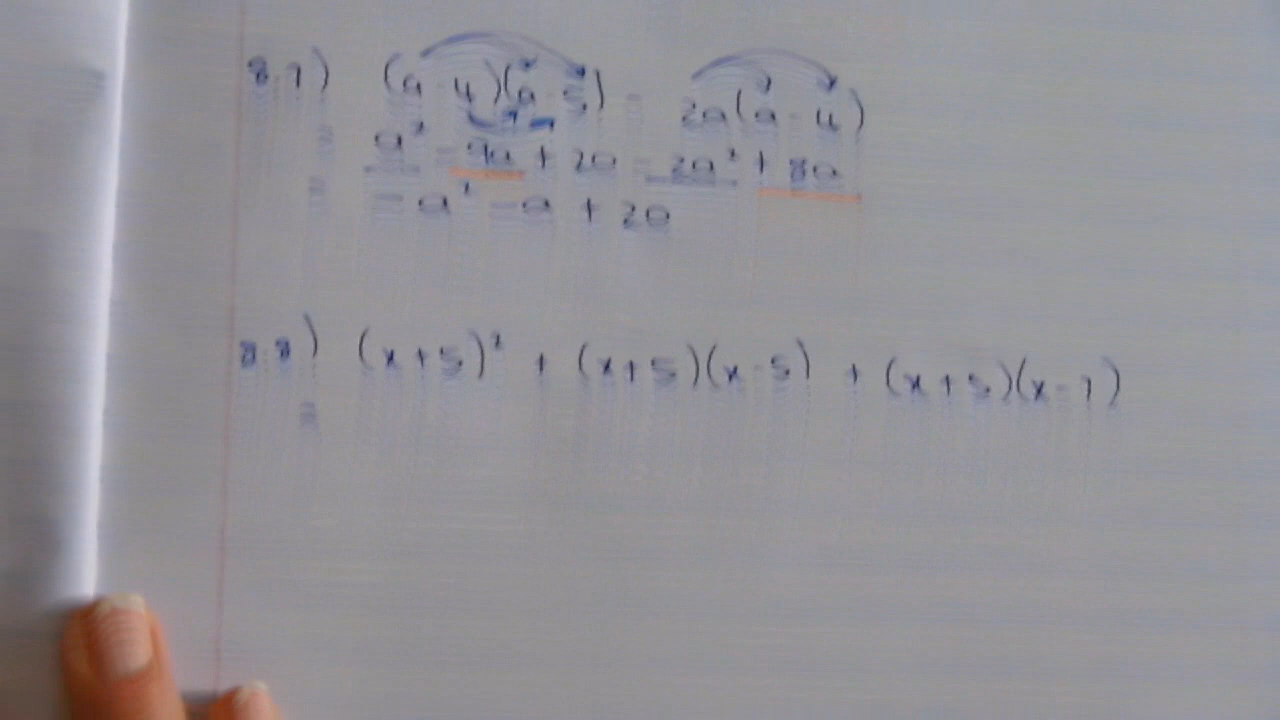 8.7) (a - 4)(a - 5) - 2a(a - 4)
= a² - 9a + 20 - 2a² + 8a
= - a² - a + 20
8.8) (x + 5)² + (x + 5)(x - 5) + (x + 5)(x - 1)
=